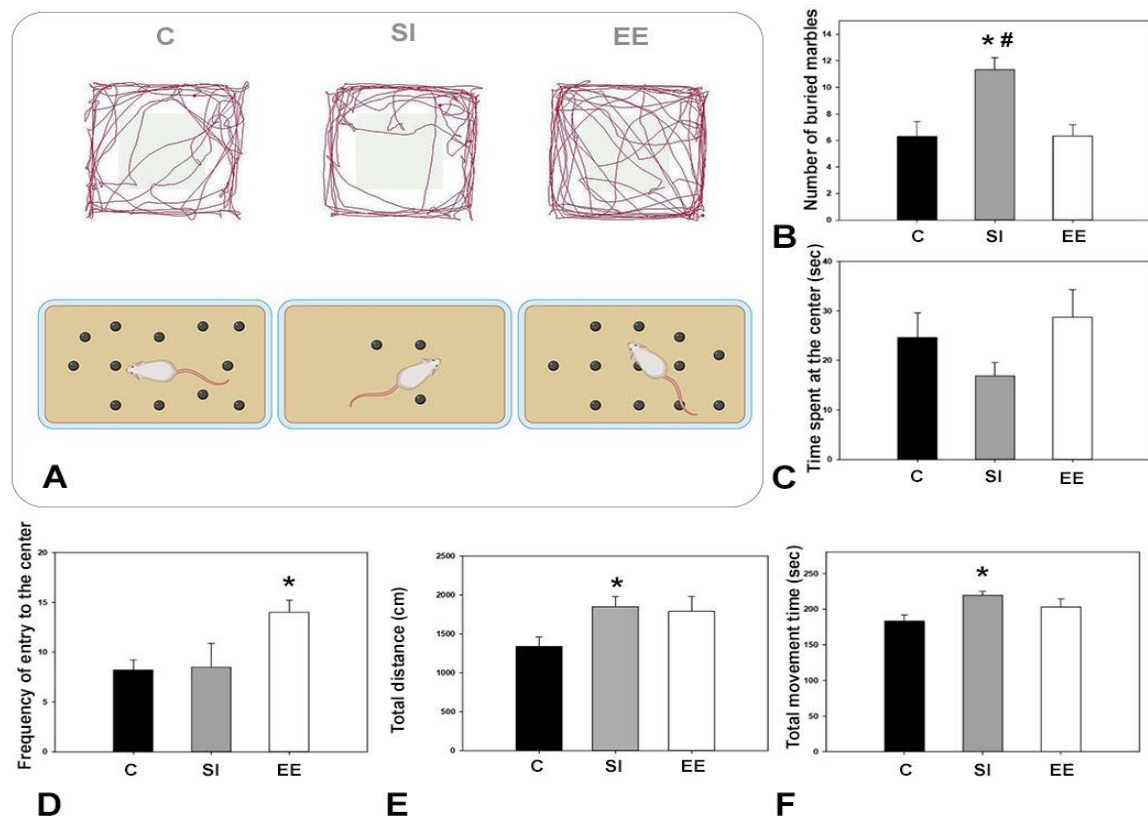 C SI EE
A
Number of buried marbles
14
12
10
8
6
4
2
0
* #
C SI EE
B
Time spent at the center (sec)
40
30
20
10
0
C SI EE
C
Frequency of entry to the center
20
15
10
5
0
*
C SI EE
D
Total distance (cm)
2500
2000
1500
1000
500
0
*
C SI EE
E
Total movement time (sec)
250
200
150
100
50
0
*
C SI EE
F